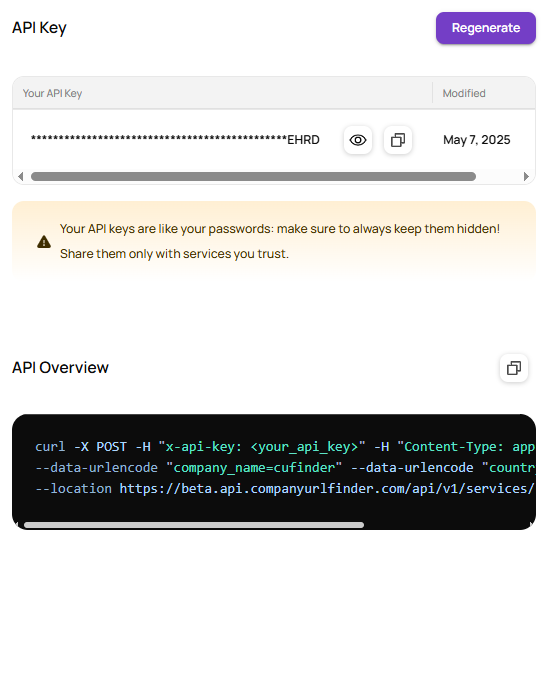 API Key
Regenerate
Your API Key
Modified
**********************************************EHRD
May 7, 2025
Your API keys are like your passwords: make sure to always keep them hidden!
Share them only with services you trust.
API Overview
curl -X POST -H "x-api-key: <your_api_key>" -H "Content-Type: app
--data-urlencode "company_name=cufinder" --data-urlencode "countr
--location https://beta.api.companyurlfinder.com/api/v1/services/